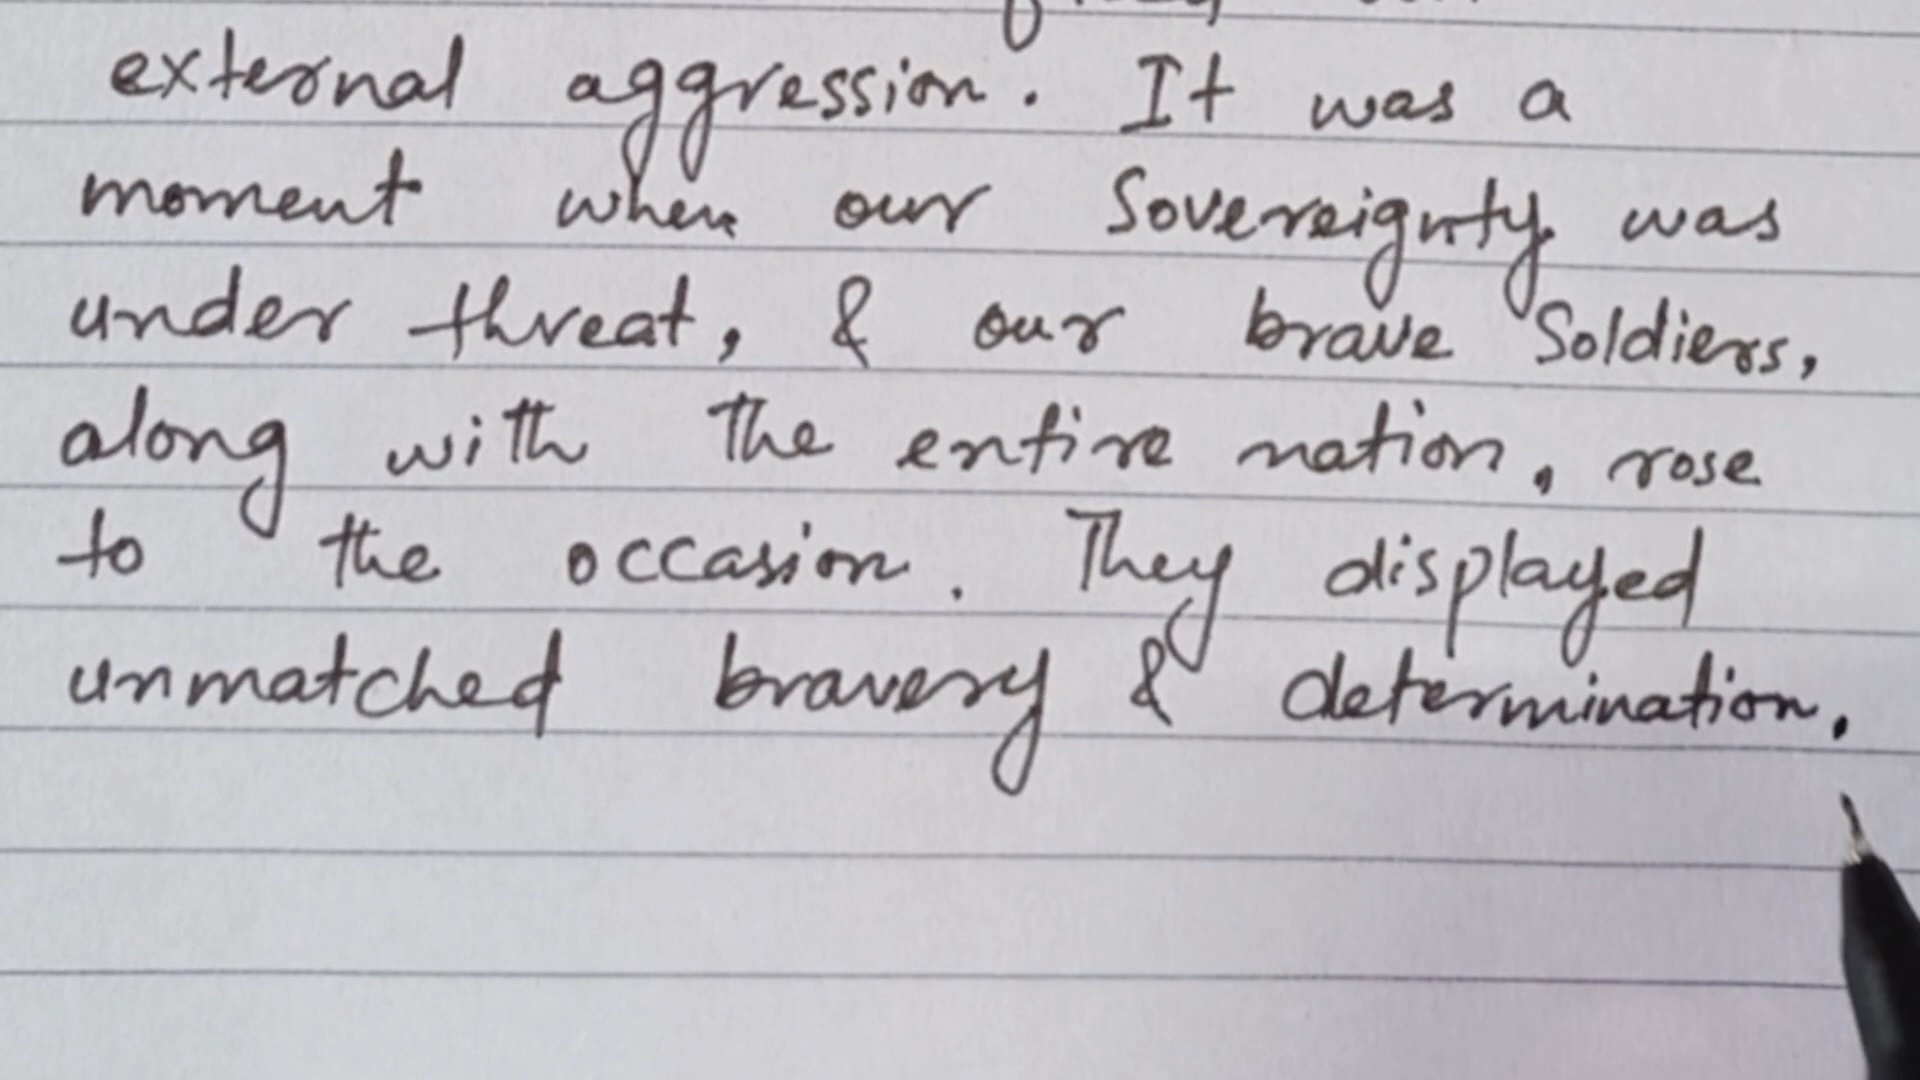 external aggression. It was a
moment when our Sovereignty was
under threat, & our brave Soldiers,
along with the entire nation, rose
to the occasion. They displayed
unmatched bravery & determination.